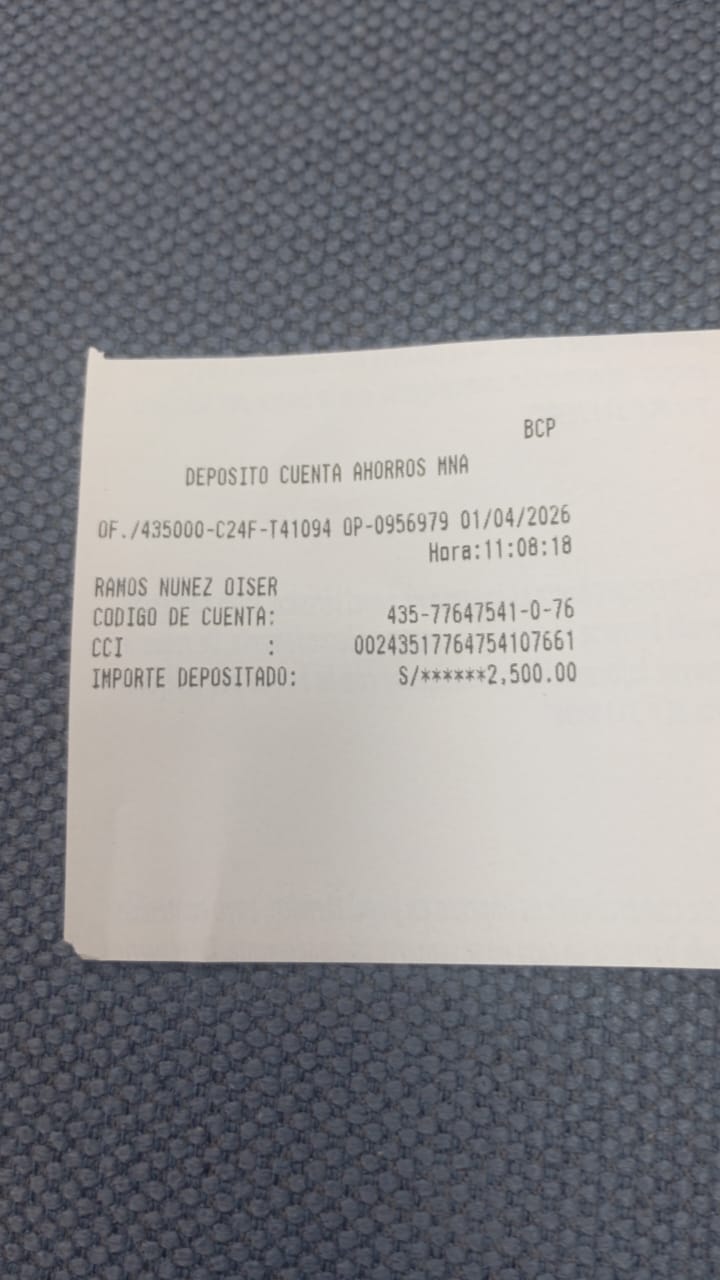 BCP
DEPOSITO CUENTA AHORROS MNA
OF./435000-C24F-T41094 OP-0956979 01/04/2026
Hora:11:08:18
RAMOS NUNEZ OISER
CODIGO DE CUENTA: 435-77647541-0-76
CCI : 00243517764754107661
IMPORTE DEPOSITADO: S/******2,500.00